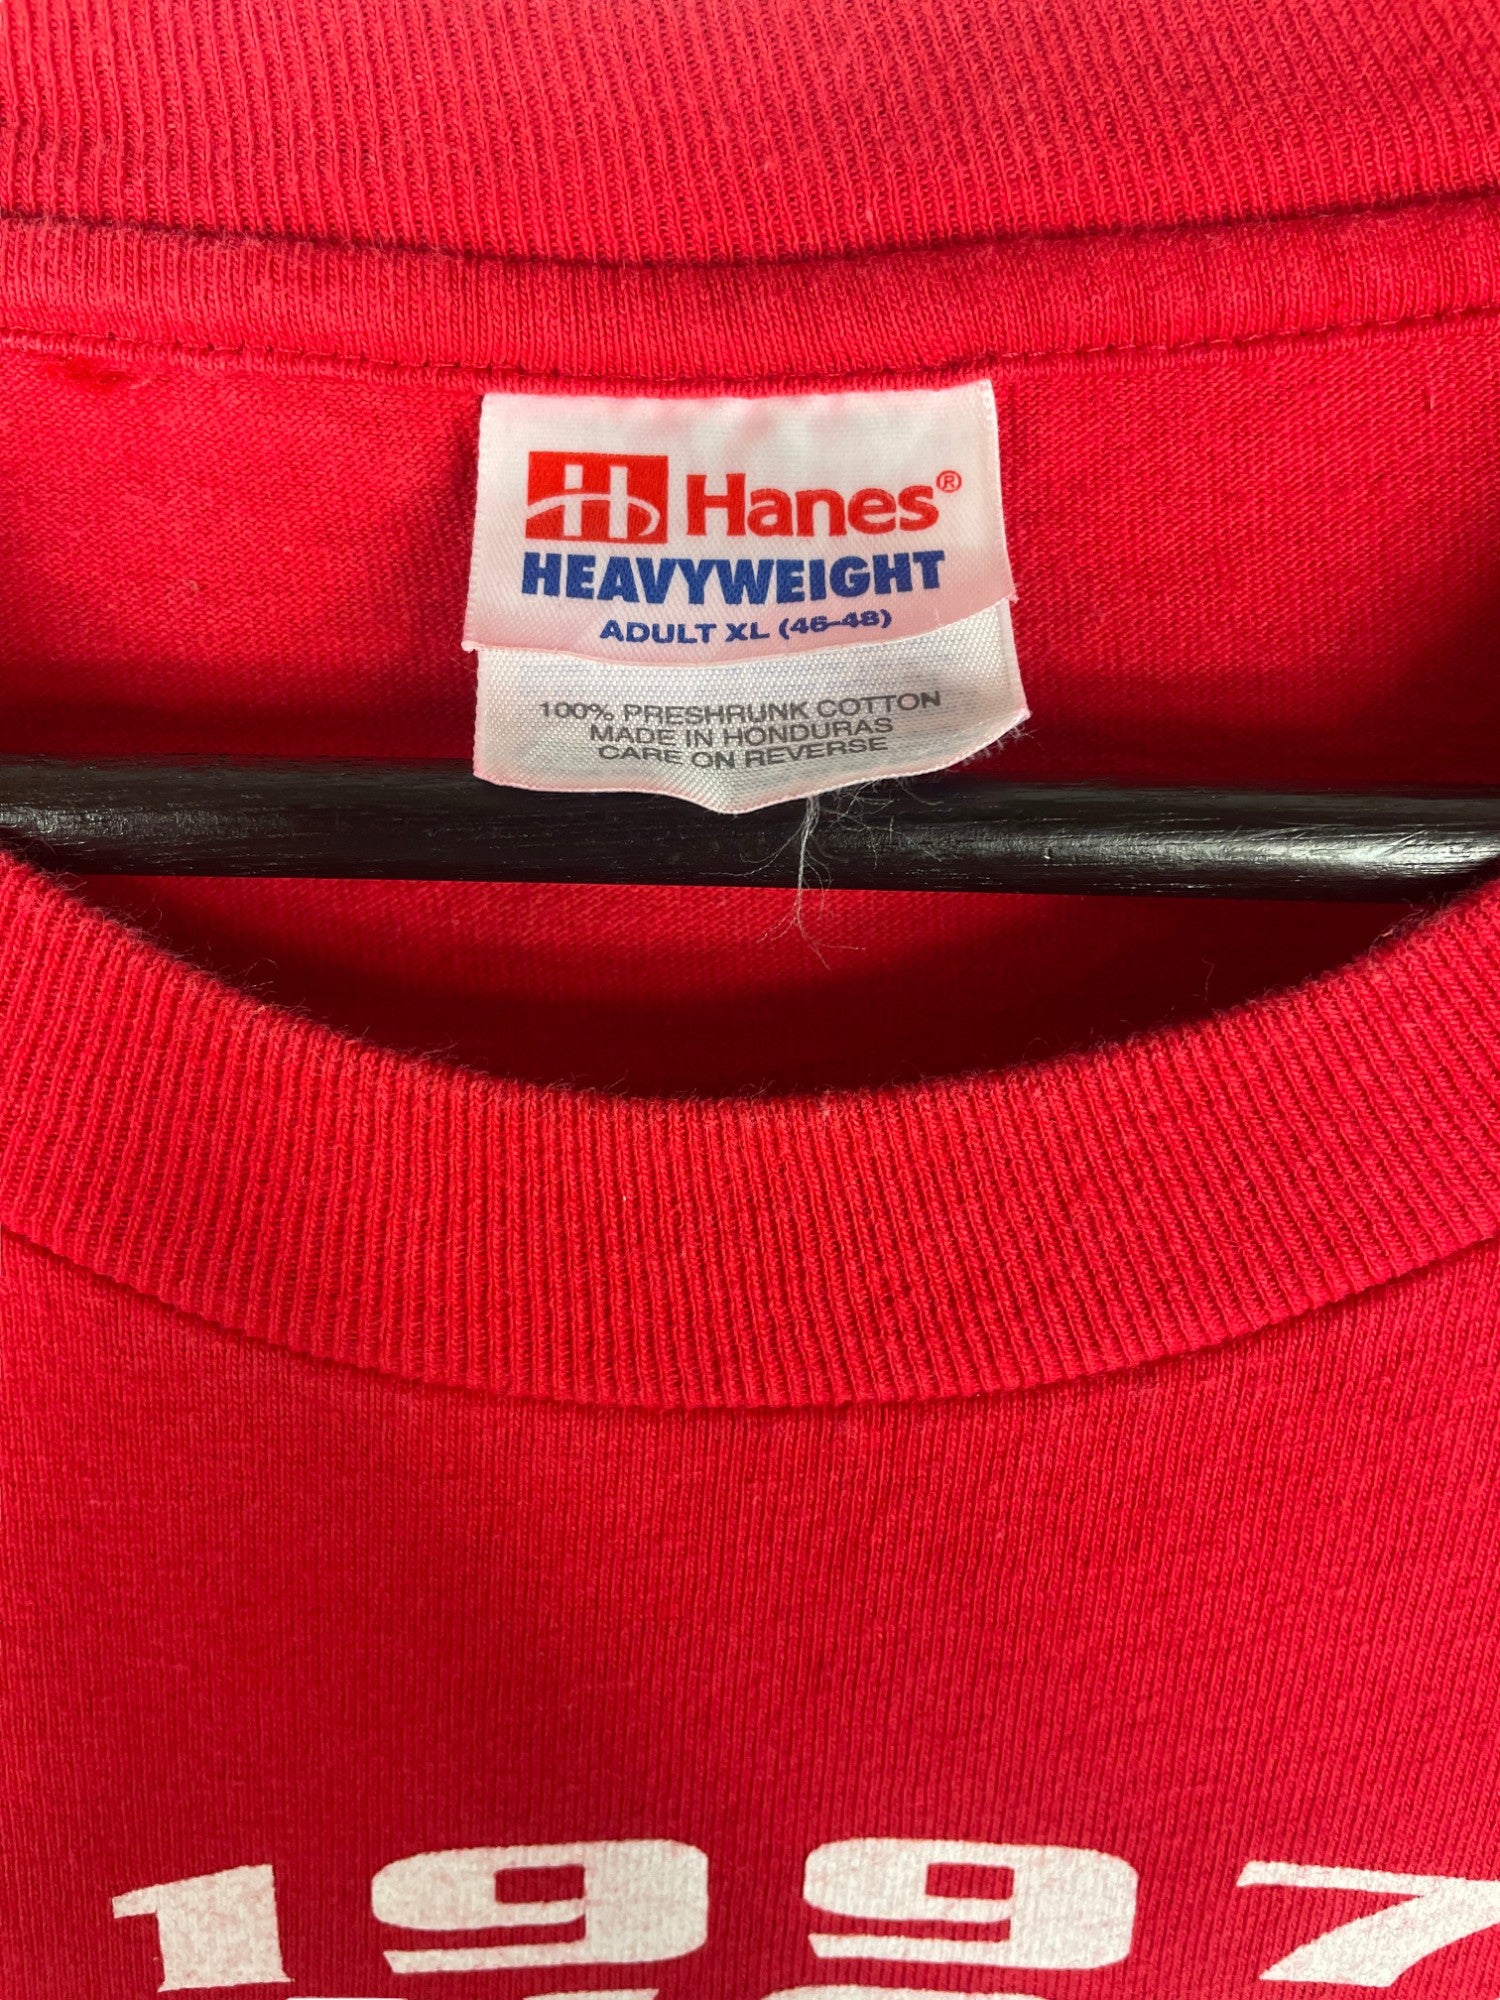 Hanes®
HEAVYWEIGHT
ADULT XL (46-48)
100% PRESHRUNK COTTON
MADE IN HONDURAS
CARE ON REVERSE
1997